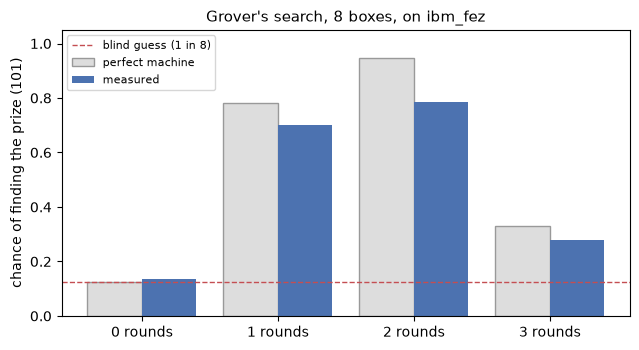 Grover's search, 8 boxes, on ibm_fez
chance of finding the prize (101)
1.0
0.8
0.6
0.4
0.2
0.0
blind guess (1 in 8)
perfect machine
measured
0 rounds
1 rounds
2 rounds
3 rounds